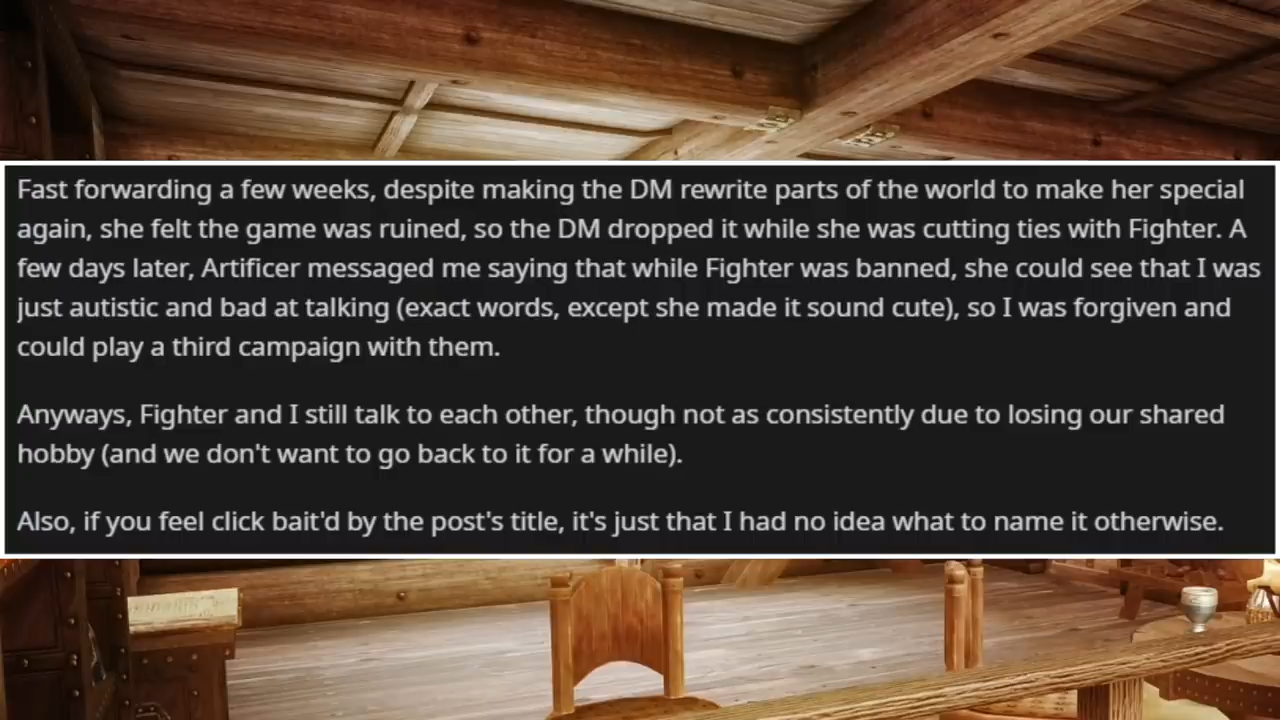 Fast forwarding a few weeks, despite making the DM rewrite parts of the world to make her special
again, she felt the game was ruined, so the DM dropped it while she was cutting ties with Fighter. A
few days later, Artificer messaged me saying that while Fighter was banned, she could see that I was
just autistic and bad at talking (exact words, except she made it sound cute), so I was forgiven and
could play a third campaign with them.
Anyways, Fighter and I still talk to each other, though not as consistently due to losing our shared
hobby (and we don't want to go back to it for a while).
Also, if you feel click bait'd by the post's title, it's just that I had no idea what to name it otherwise.